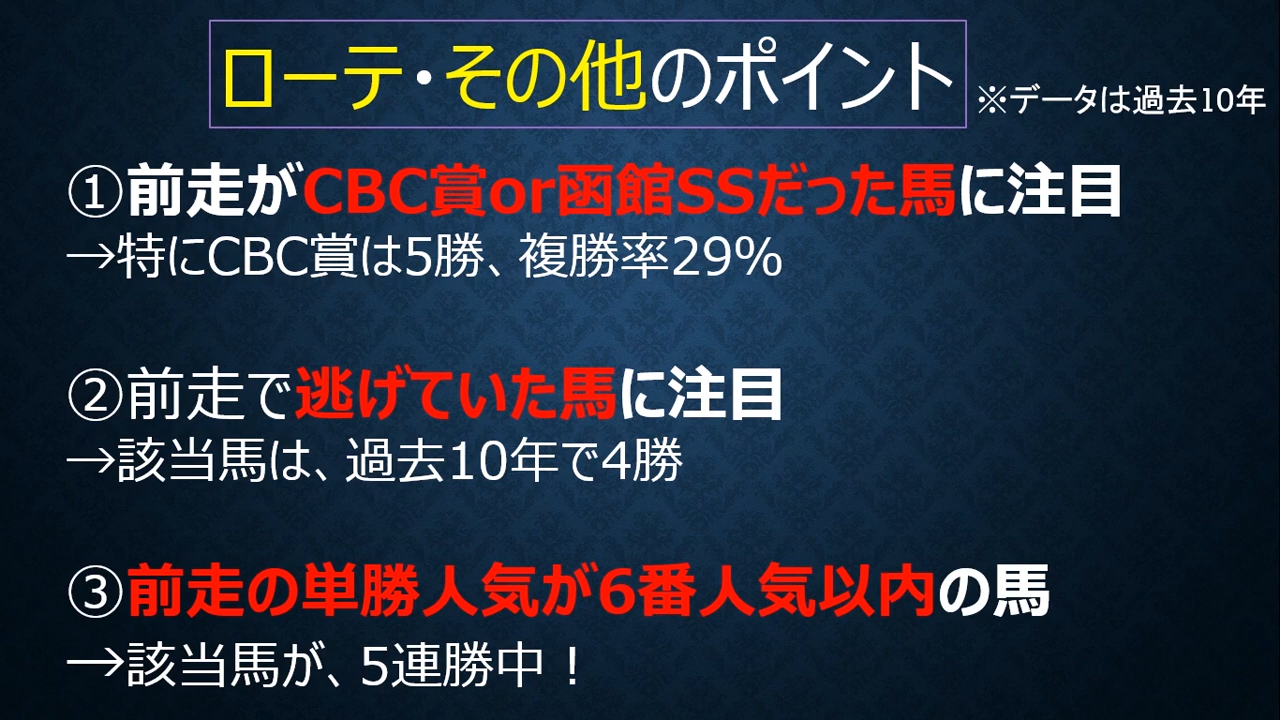 ローテ・その他のポイント ※データは過去10年
①前走がCBC賞or函館SSだった馬に注目
→特にCBC賞は5勝、複勝率29%
②前走で逃げていた馬に注目
→該当馬は、過去10年で4勝
③前走の単勝人気が6番人気以内の馬
→該当馬が、5連勝中！